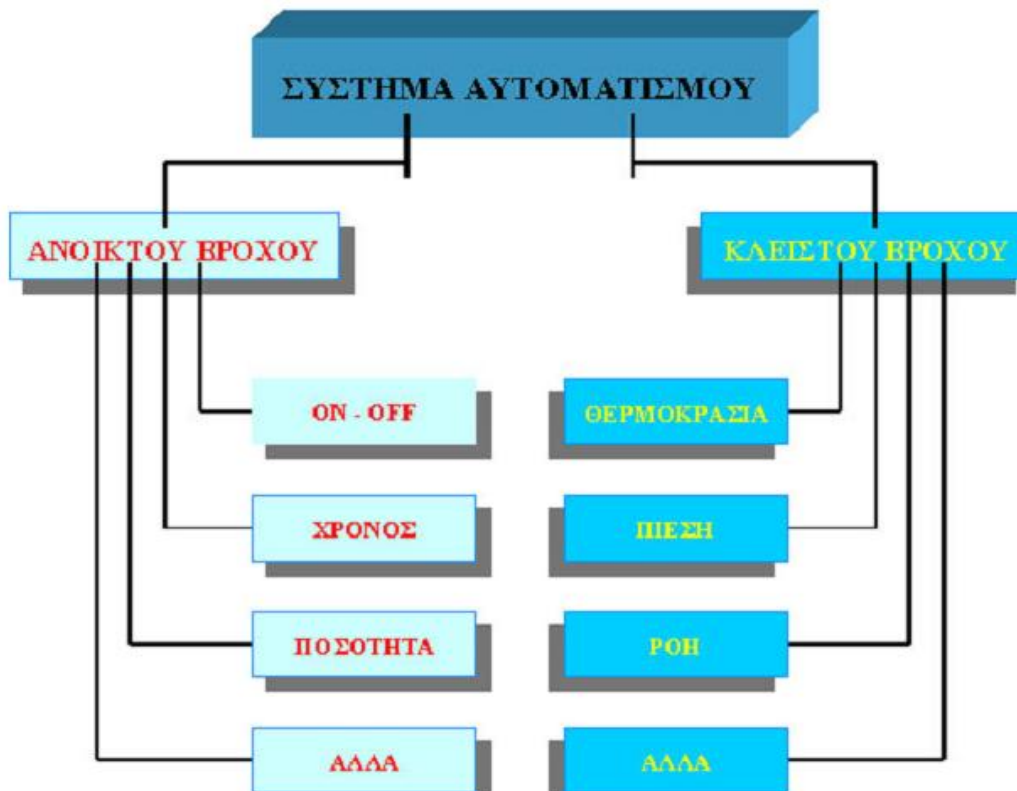 ΣΥΣΤΗΜΑ ΑΥΤΟΜΑΤΙΣΜΟΥ
ΑΝΟΙΚΤΟΥ ΒΡΟΧΟΥ
ΚΛΕΙΣΤΟΥ ΒΡΟΧΟΥ
ON - OFF
ΘΕΡΜΟΚΡΑΣΙΑ
ΧΡΟΝΟΣ
ΠΙΕΣΗ
ΠΟΣΟΤΗΤΑ
ΡΟΗ
ΑΛΛΑ
ΑΛΛΑ